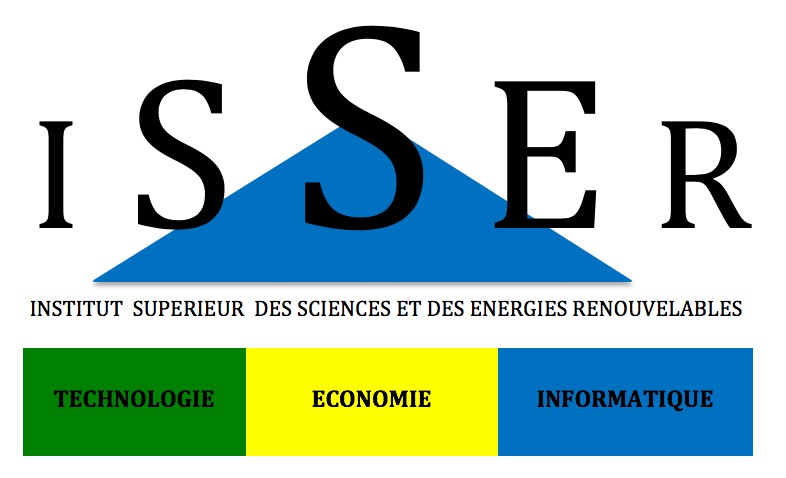 ISSER
INSTITUT SUPERIEUR DES SCIENCES ET DES ENERGIES RENOUVELABLES
TECHNOLOGIE ECONOMIE INFORMATIQUE